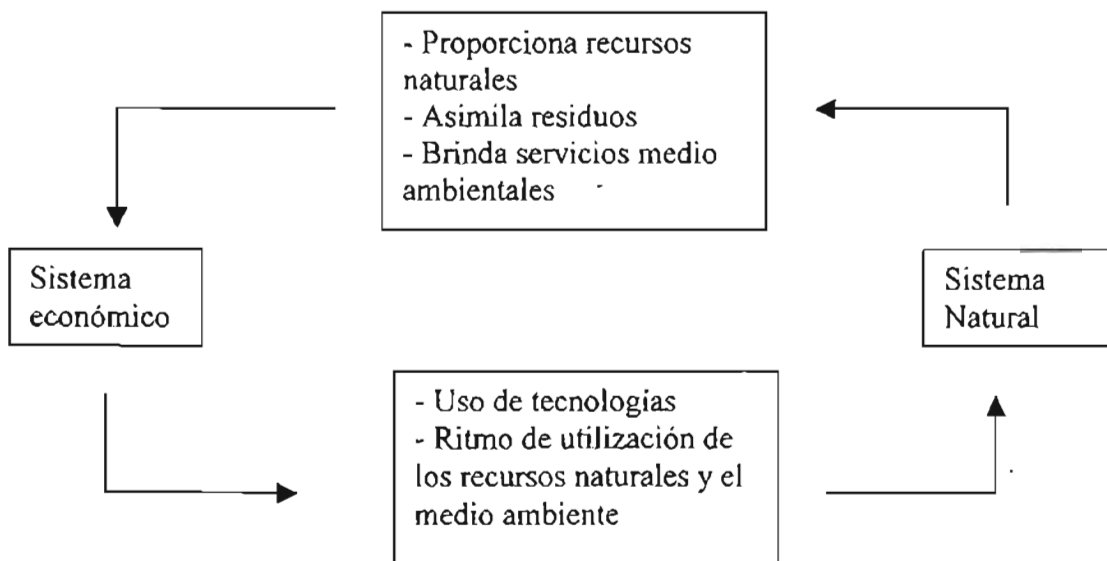 - Proporciona recursos
naturales
- Asimila residuos
- Brinda servicios medio
ambientales
Sistema
económico
Sistema
Natural
- Uso de tecnologías
- Ritmo de utilización de
los recursos naturales y el
medio ambiente